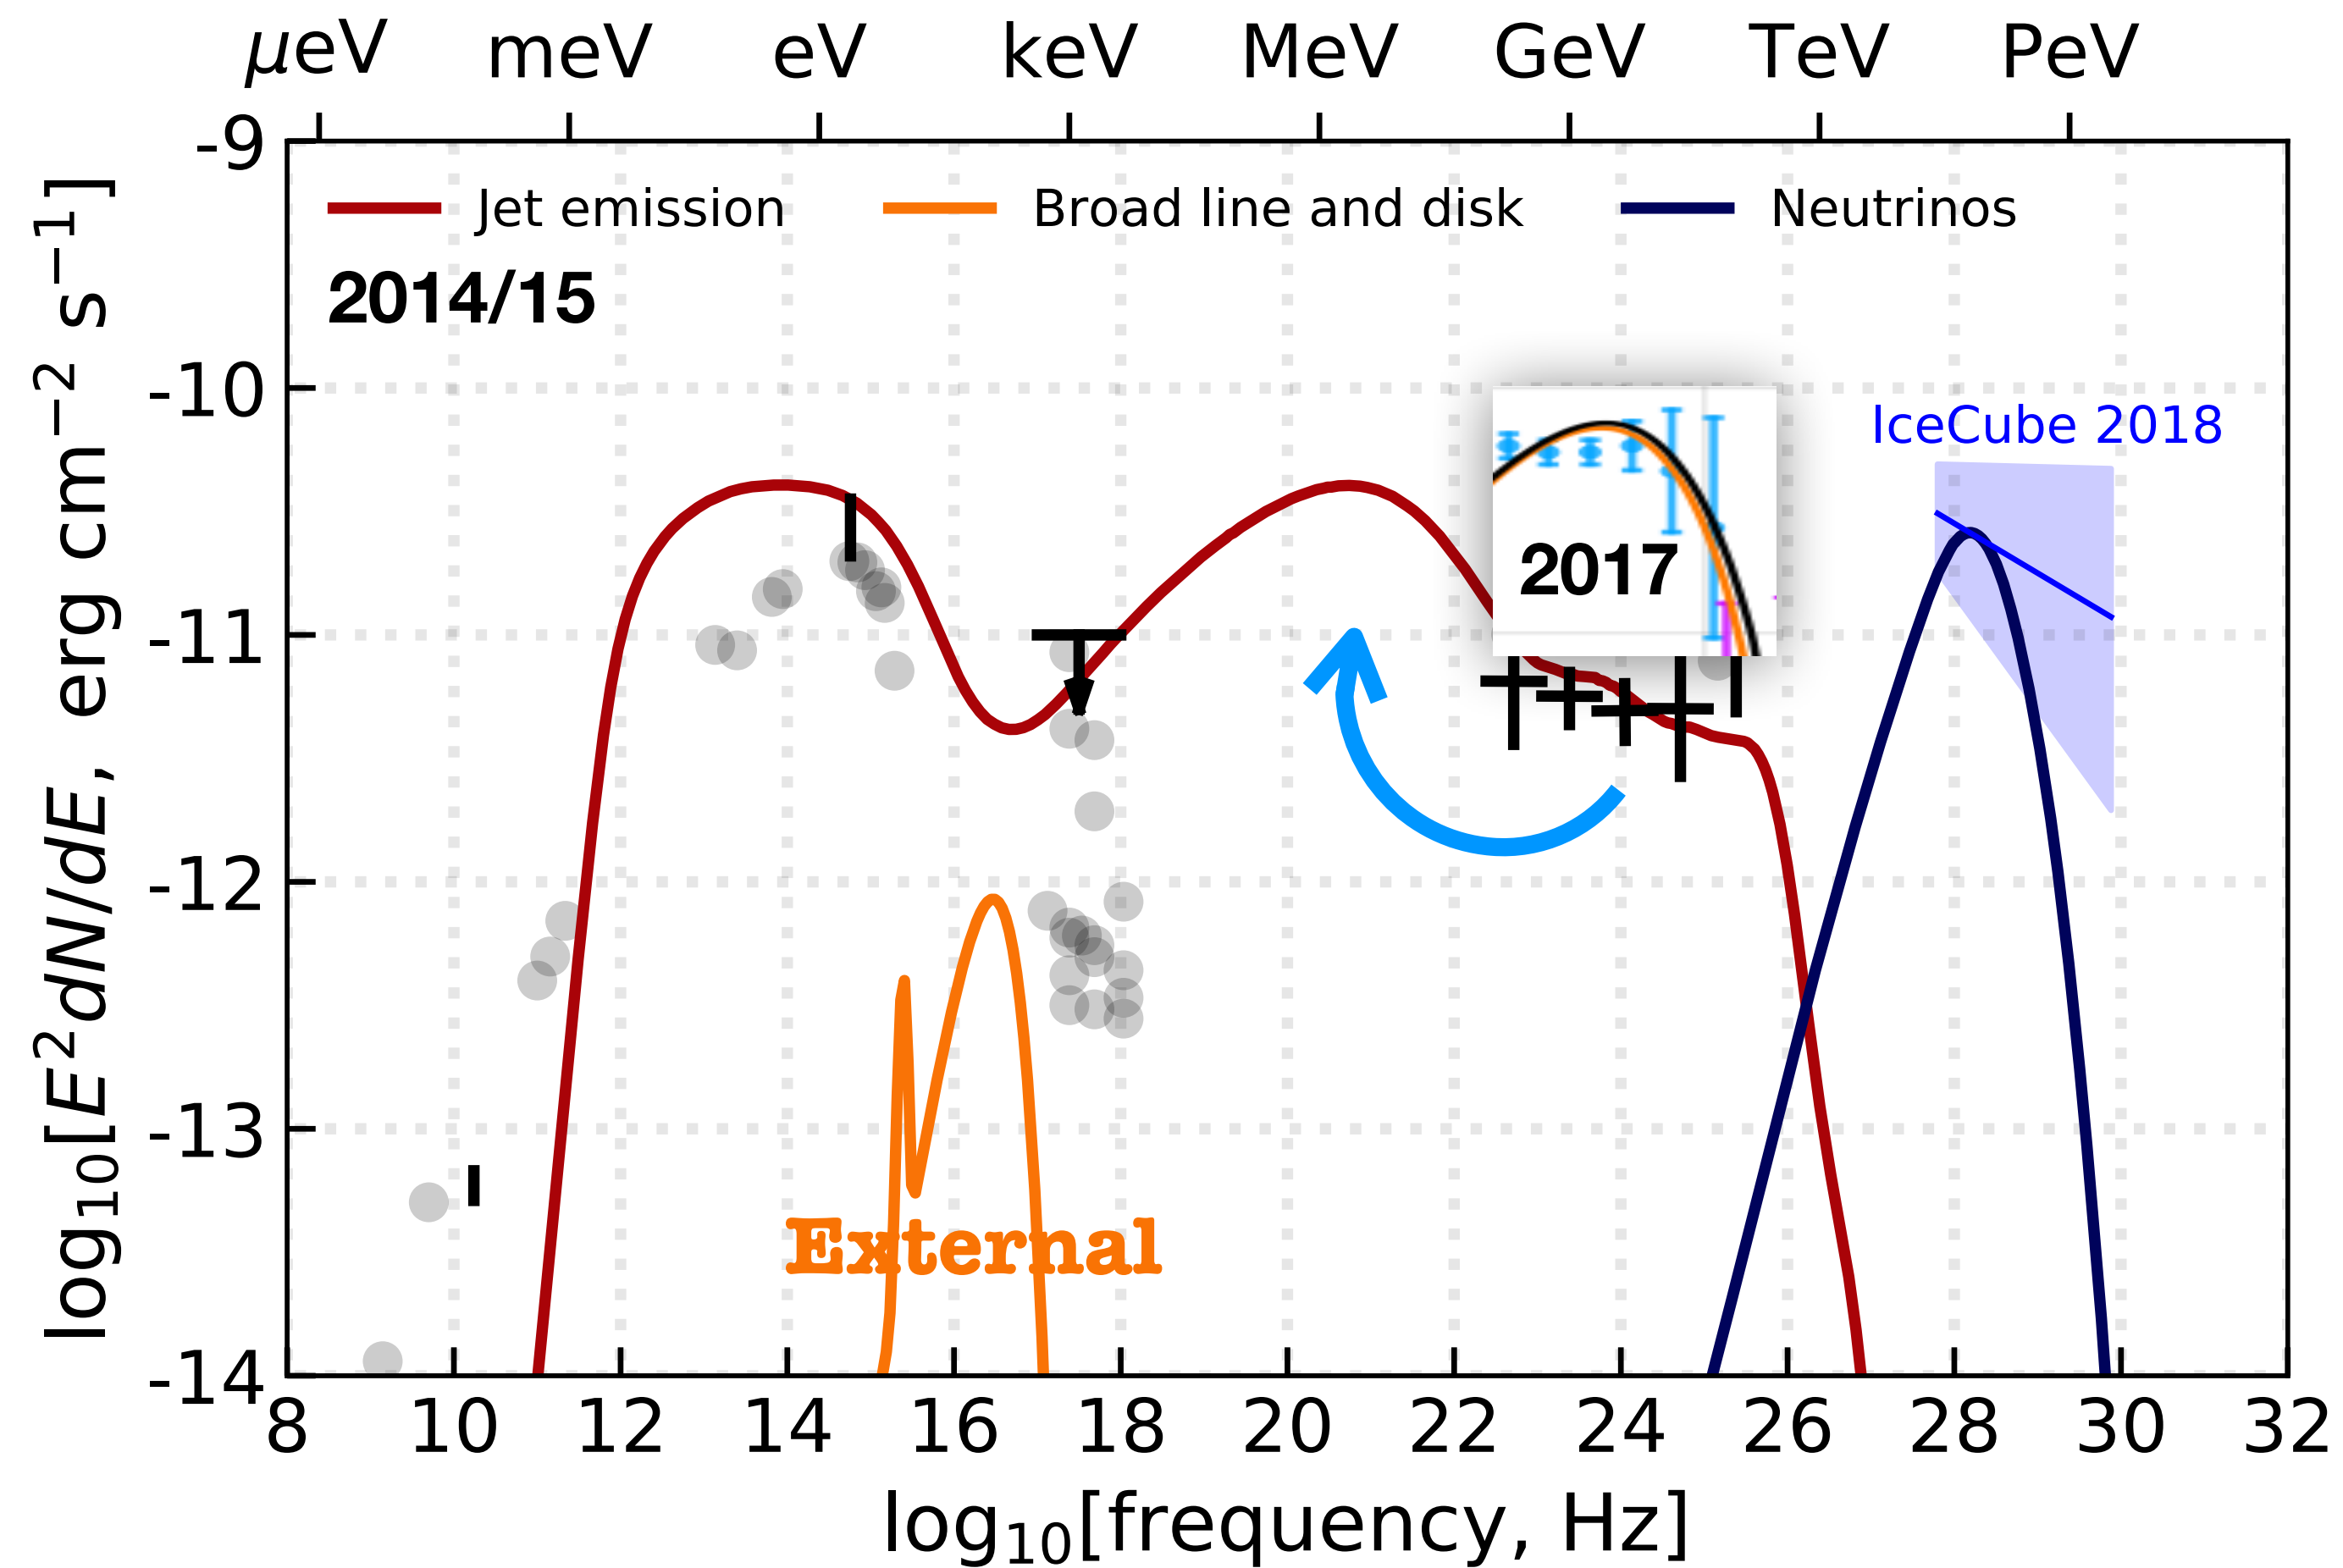 μeV meV eV keV MeV GeV TeV PeV
-9
Jet emission Broad line and disk Neutrinos
2014/15
-10
IceCube 2018
2017
-11
-12
-13
External
-14
8 10 12 14 16 18 20 22 24 26 28 30 32
log₁₀[frequency, Hz]
log₁₀[E² dN/dE, erg cm⁻² s⁻¹]